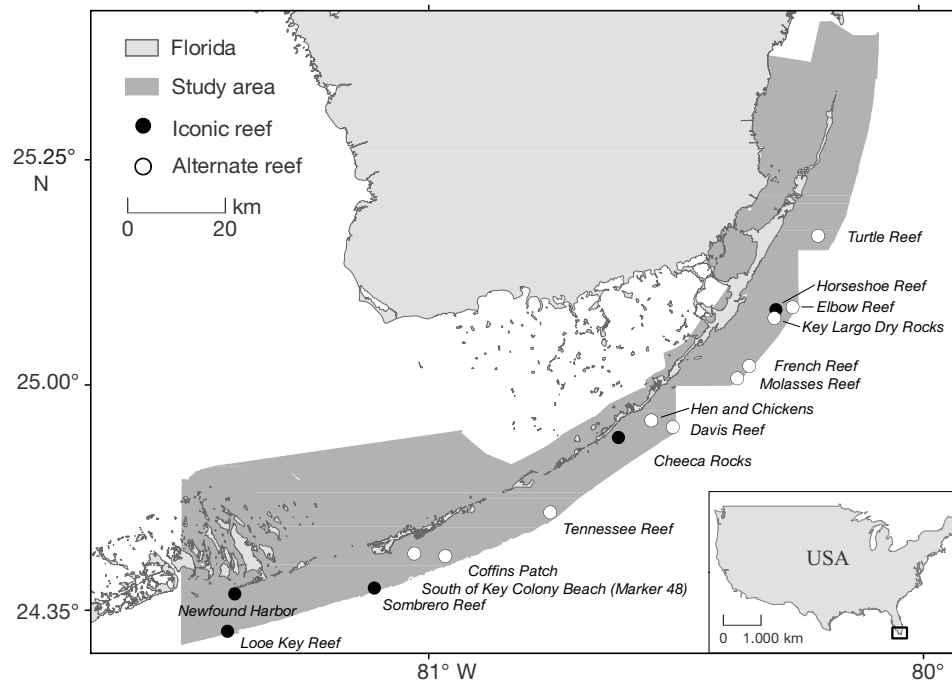 Florida
Study area
Iconic reef
Alternate reef
km
0 20
25.25°
N
25.00°
24.35°
81° W
80°
Turtle Reef
Horseshoe Reef
Elbow Reef
Key Largo Dry Rocks
French Reef
Molasses Reef
Hen and Chickens
Davis Reef
Cheeca Rocks
Tennessee Reef
Coffins Patch
South of Key Colony Beach (Marker 48)
Sombrero Reef
Newfound Harbor
Looe Key Reef
USA
0 1.000 km